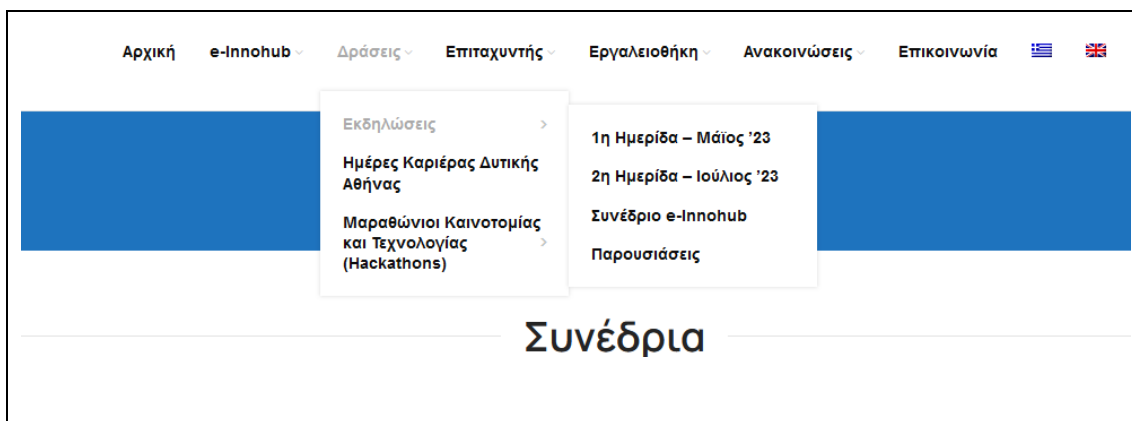 Αρχική e-Innohub Δράσεις Επιταχυντής Εργαλειοθήκη Ανακοινώσεις Επικοινωνία
Εκδηλώσεις
Ημέρες Καριέρας Δυτικής
Αθήνας
Μαραθώνιοι Καινοτομίας
και Τεχνολογίας
(Hackathons)
1η Ημερίδα – Μάϊος ’23
2η Ημερίδα – Ιούλιος ’23
Συνέδριο e-Innohub
Παρουσιάσεις
Συνέδρια